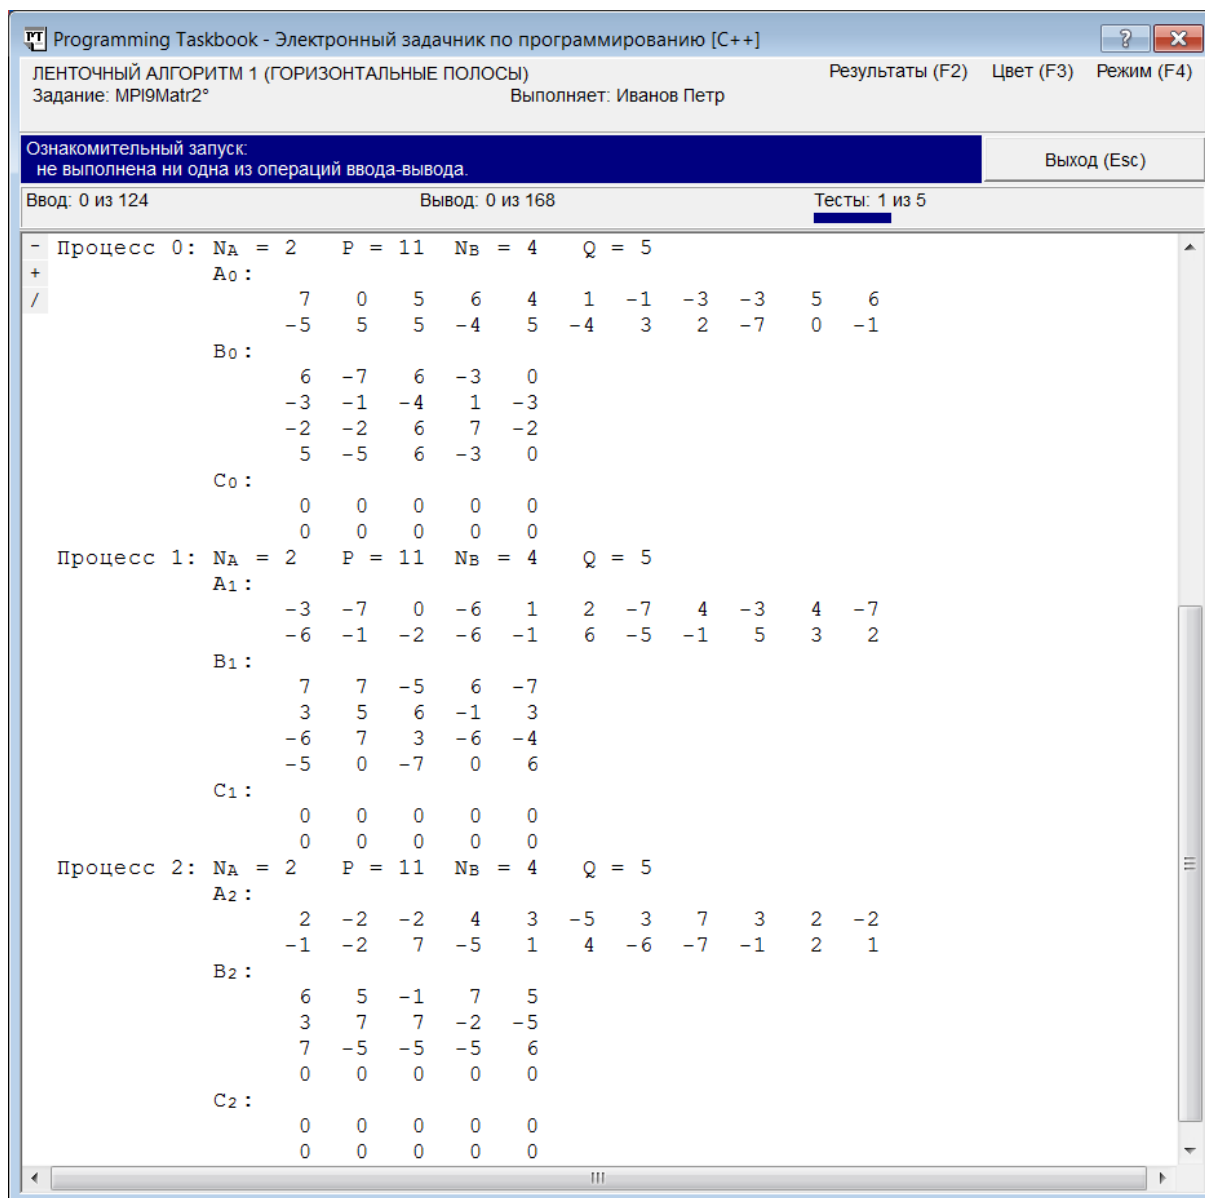 Programming Taskbook - Электронный задачник по программированию [C++]
ЛЕНТОЧНЫЙ АЛГОРИТМ 1 (ГОРИЗОНТАЛЬНЫЕ ПОЛОСЫ) Результаты (F2) Цвет (F3) Режим (F4)
Задание: MPI9Matr2° Выполняет: Иванов Петр
Ознакомительный запуск:
не выполнена ни одна из операций ввода-вывода.
Выход (Esc)
Ввод: 0 из 124 Вывод: 0 из 168 Тесты: 1 из 5
Процесс 0: NA = 2 P = 11 NB = 4 Q = 5
A0:
7 0 5 6 4 1 -1 -3 -3 5 6
-5 5 5 -4 5 -4 3 2 -7 0 -1
B0:
6 -7 6 -3 0
-3 -1 -4 1 -3
-2 -2 6 7 -2
5 -5 6 -3 0
C0:
0 0 0 0 0
0 0 0 0 0
Процесс 1: NA = 2 P = 11 NB = 4 Q = 5
A1:
-3 -7 0 -6 1 2 -7 4 -3 4 -7
-6 -1 -2 -6 -1 6 -5 -1 5 3 2
B1:
7 7 -5 6 -7
3 5 6 -1 3
-6 7 3 -6 -4
-5 0 -7 0 6
C1:
0 0 0 0 0
0 0 0 0 0
Процесс 2: NA = 2 P = 11 NB = 4 Q = 5
A2:
2 -2 -2 4 3 -5 3 7 3 2 -2
-1 -2 7 -5 1 4 -6 -7 -1 2 1
B2:
6 5 -1 7 5
3 7 7 -2 -5
7 -5 -5 -5 6
0 0 0 0 0
C2:
0 0 0 0 0
0 0 0 0 0